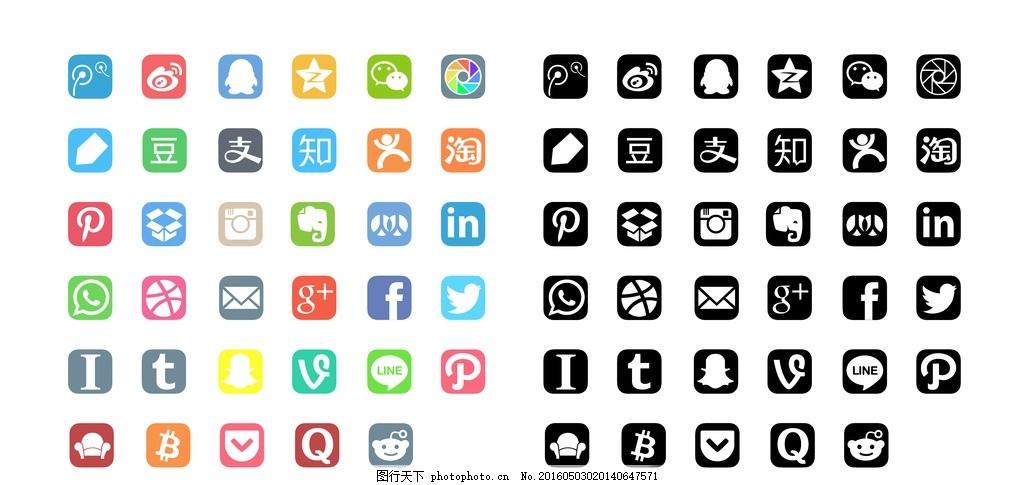 豆 支 知 淘 豆 支 知 淘
in in
g+ f g+ f
I t LINE I t LINE
Q Q
图行天下 photophoto.cn No.20160503020140647571